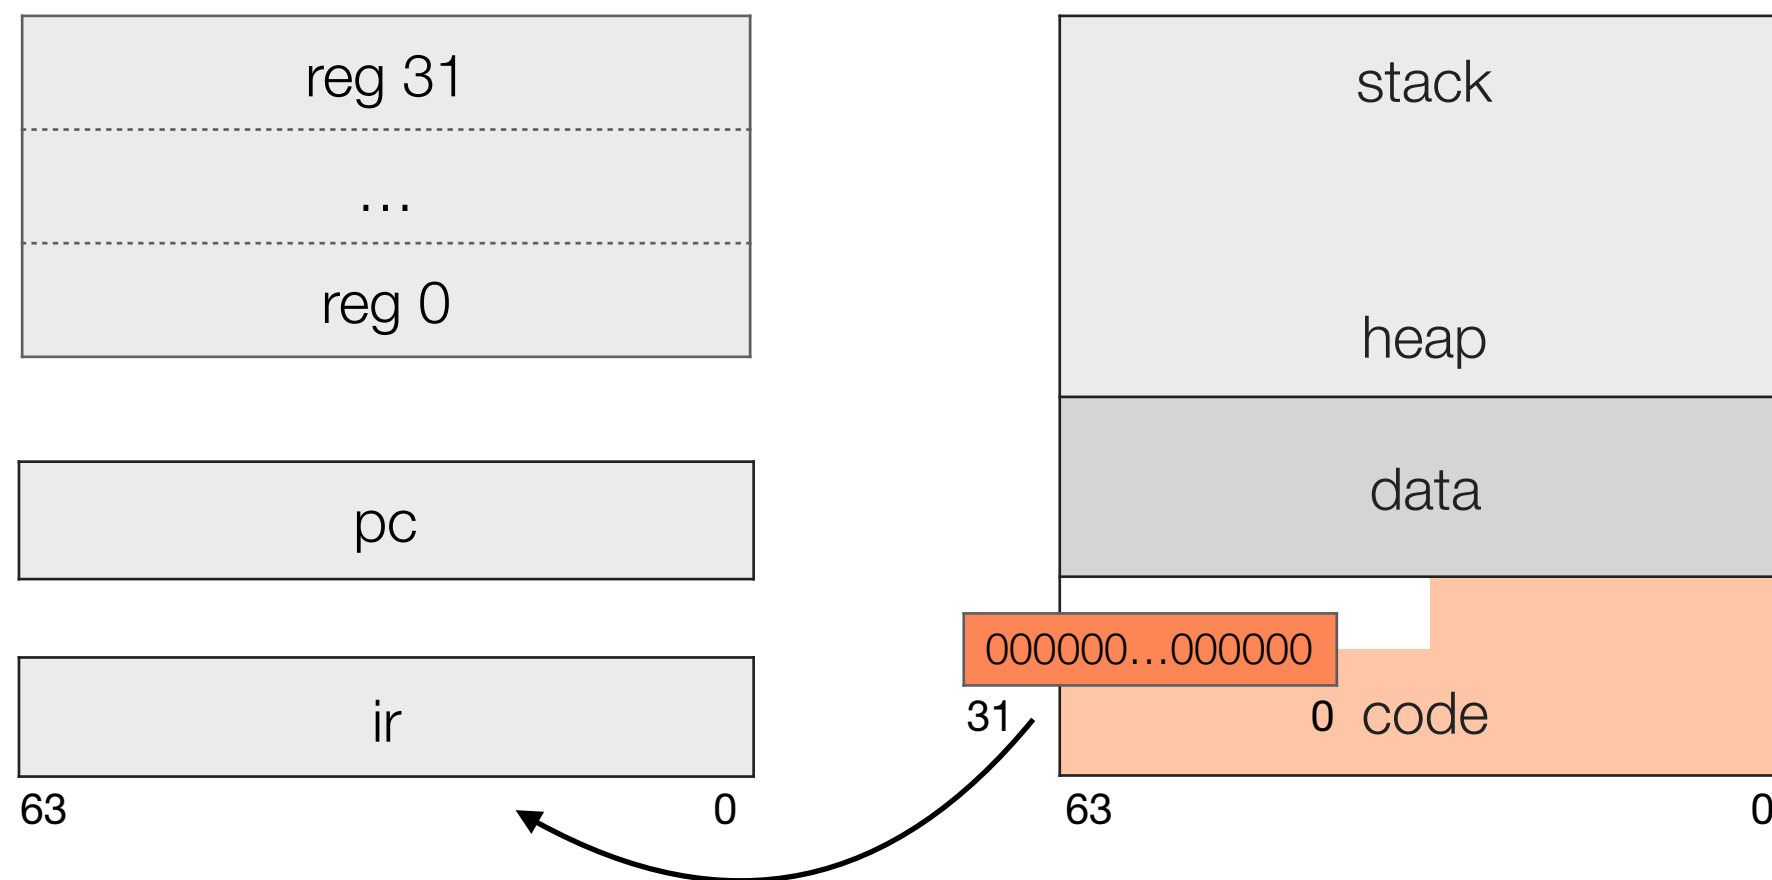 reg 31
...
reg 0
pc
ir
63 0
stack
heap
data
000000...000000
31 0
code
63 0